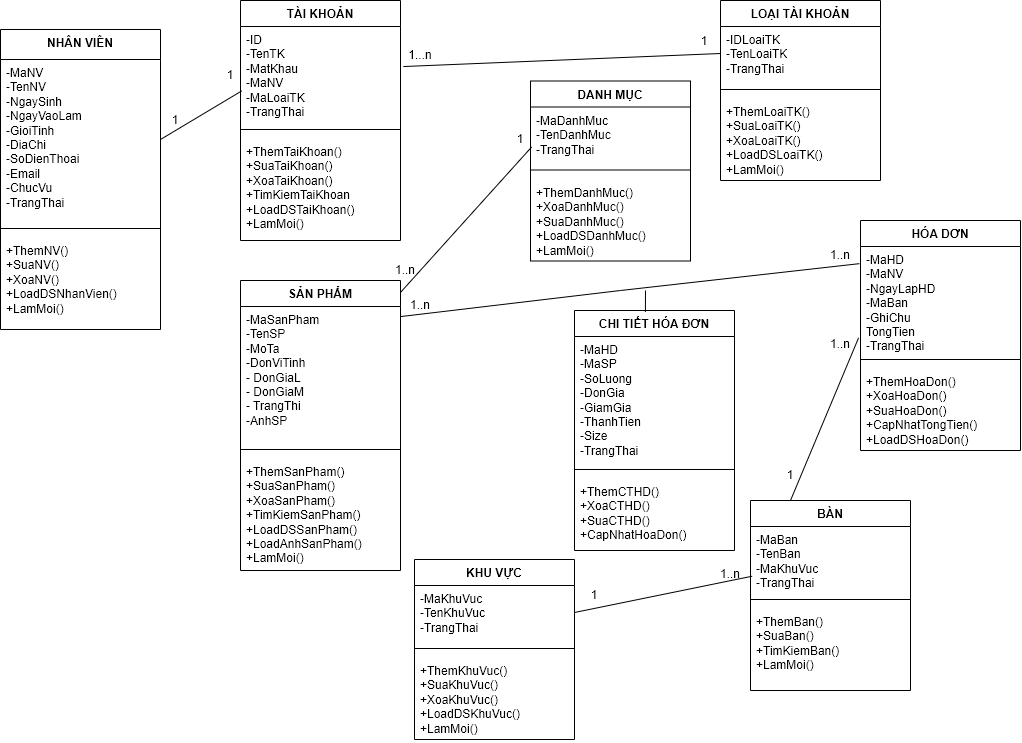 NHÂN VIÊN
-MaNV
-TenNV
-NgaySinh
-NgayVaoLam
-GioiTinh
-DiaChi
-SoDienThoai
-Email
-ChucVu
-TrangThai
+ThemNV()
+SuaNV()
+XoaNV()
+LoadDSNhanVien()
+LamMoi()
1
1
TÀI KHOẢN
-ID
-TenTK
-MatKhau
-MaNV
-MaLoaiTK
-TrangThai
+ThemTaiKhoan()
+SuaTaiKhoan()
+XoaTaiKhoan()
+TimKiemTaiKhoan
+LoadDSTaiKhoan()
+LamMoi()
1...n
1
LOẠI TÀI KHOẢN
-IDLoaiTK
-TenLoaiTK
-TrangThai
+ThemLoaiTK()
+SuaLoaiTK()
+XoaLoaiTK()
+LoadDSLoaiTK()
+LamMoi()
DANH MỤC
-MaDanhMuc
-TenDanhMuc
-TrangThai
+ThemDanhMuc()
+XoaDanhMuc()
+SuaDanhMuc()
+LoadDSDanhMuc()
+LamMoi()
1
1..n
SẢN PHẨM
-MaSanPham
-TenSP
-MoTa
-DonViTinh
- DonGiaL
- DonGiaM
- TrangThi
-AnhSP
+ThemSanPham()
+SuaSanPham()
+XoaSanPham()
+TimKiemSanPham()
+LoadDSSanPham()
+LoadAnhSanPham()
+LamMoi()
1..n
1..n
CHI TIẾT HÓA ĐƠN
-MaHD
-MaSP
-SoLuong
-DonGia
-GiamGia
-ThanhTien
-Size
-TrangThai
+ThemCTHD()
+XoaCTHD()
+SuaCTHD()
+CapNhatHoaDon()
HÓA DƠN
-MaHD
-MaNV
-NgayLapHD
-MaBan
-GhiChu
TongTien
-TrangThai
+ThemHoaDon()
+XoaHoaDon()
+SuaHoaDon()
+CapNhatTongTien()
+LoadDSHoaDon()
1..n
1
BÀN
-MaBan
-TenBan
-MaKhuVuc
-TrangThai
+ThemBan()
+SuaBan()
+TimKiemBan()
+LamMoi()
1..n
1
KHU VỰC
-MaKhuVuc
-TenKhuVuc
-TrangThai
+ThemKhuVuc()
+SuaKhuVuc()
+XoaKhuVuc()
+LoadDSKhuVuc()
+LamMoi()